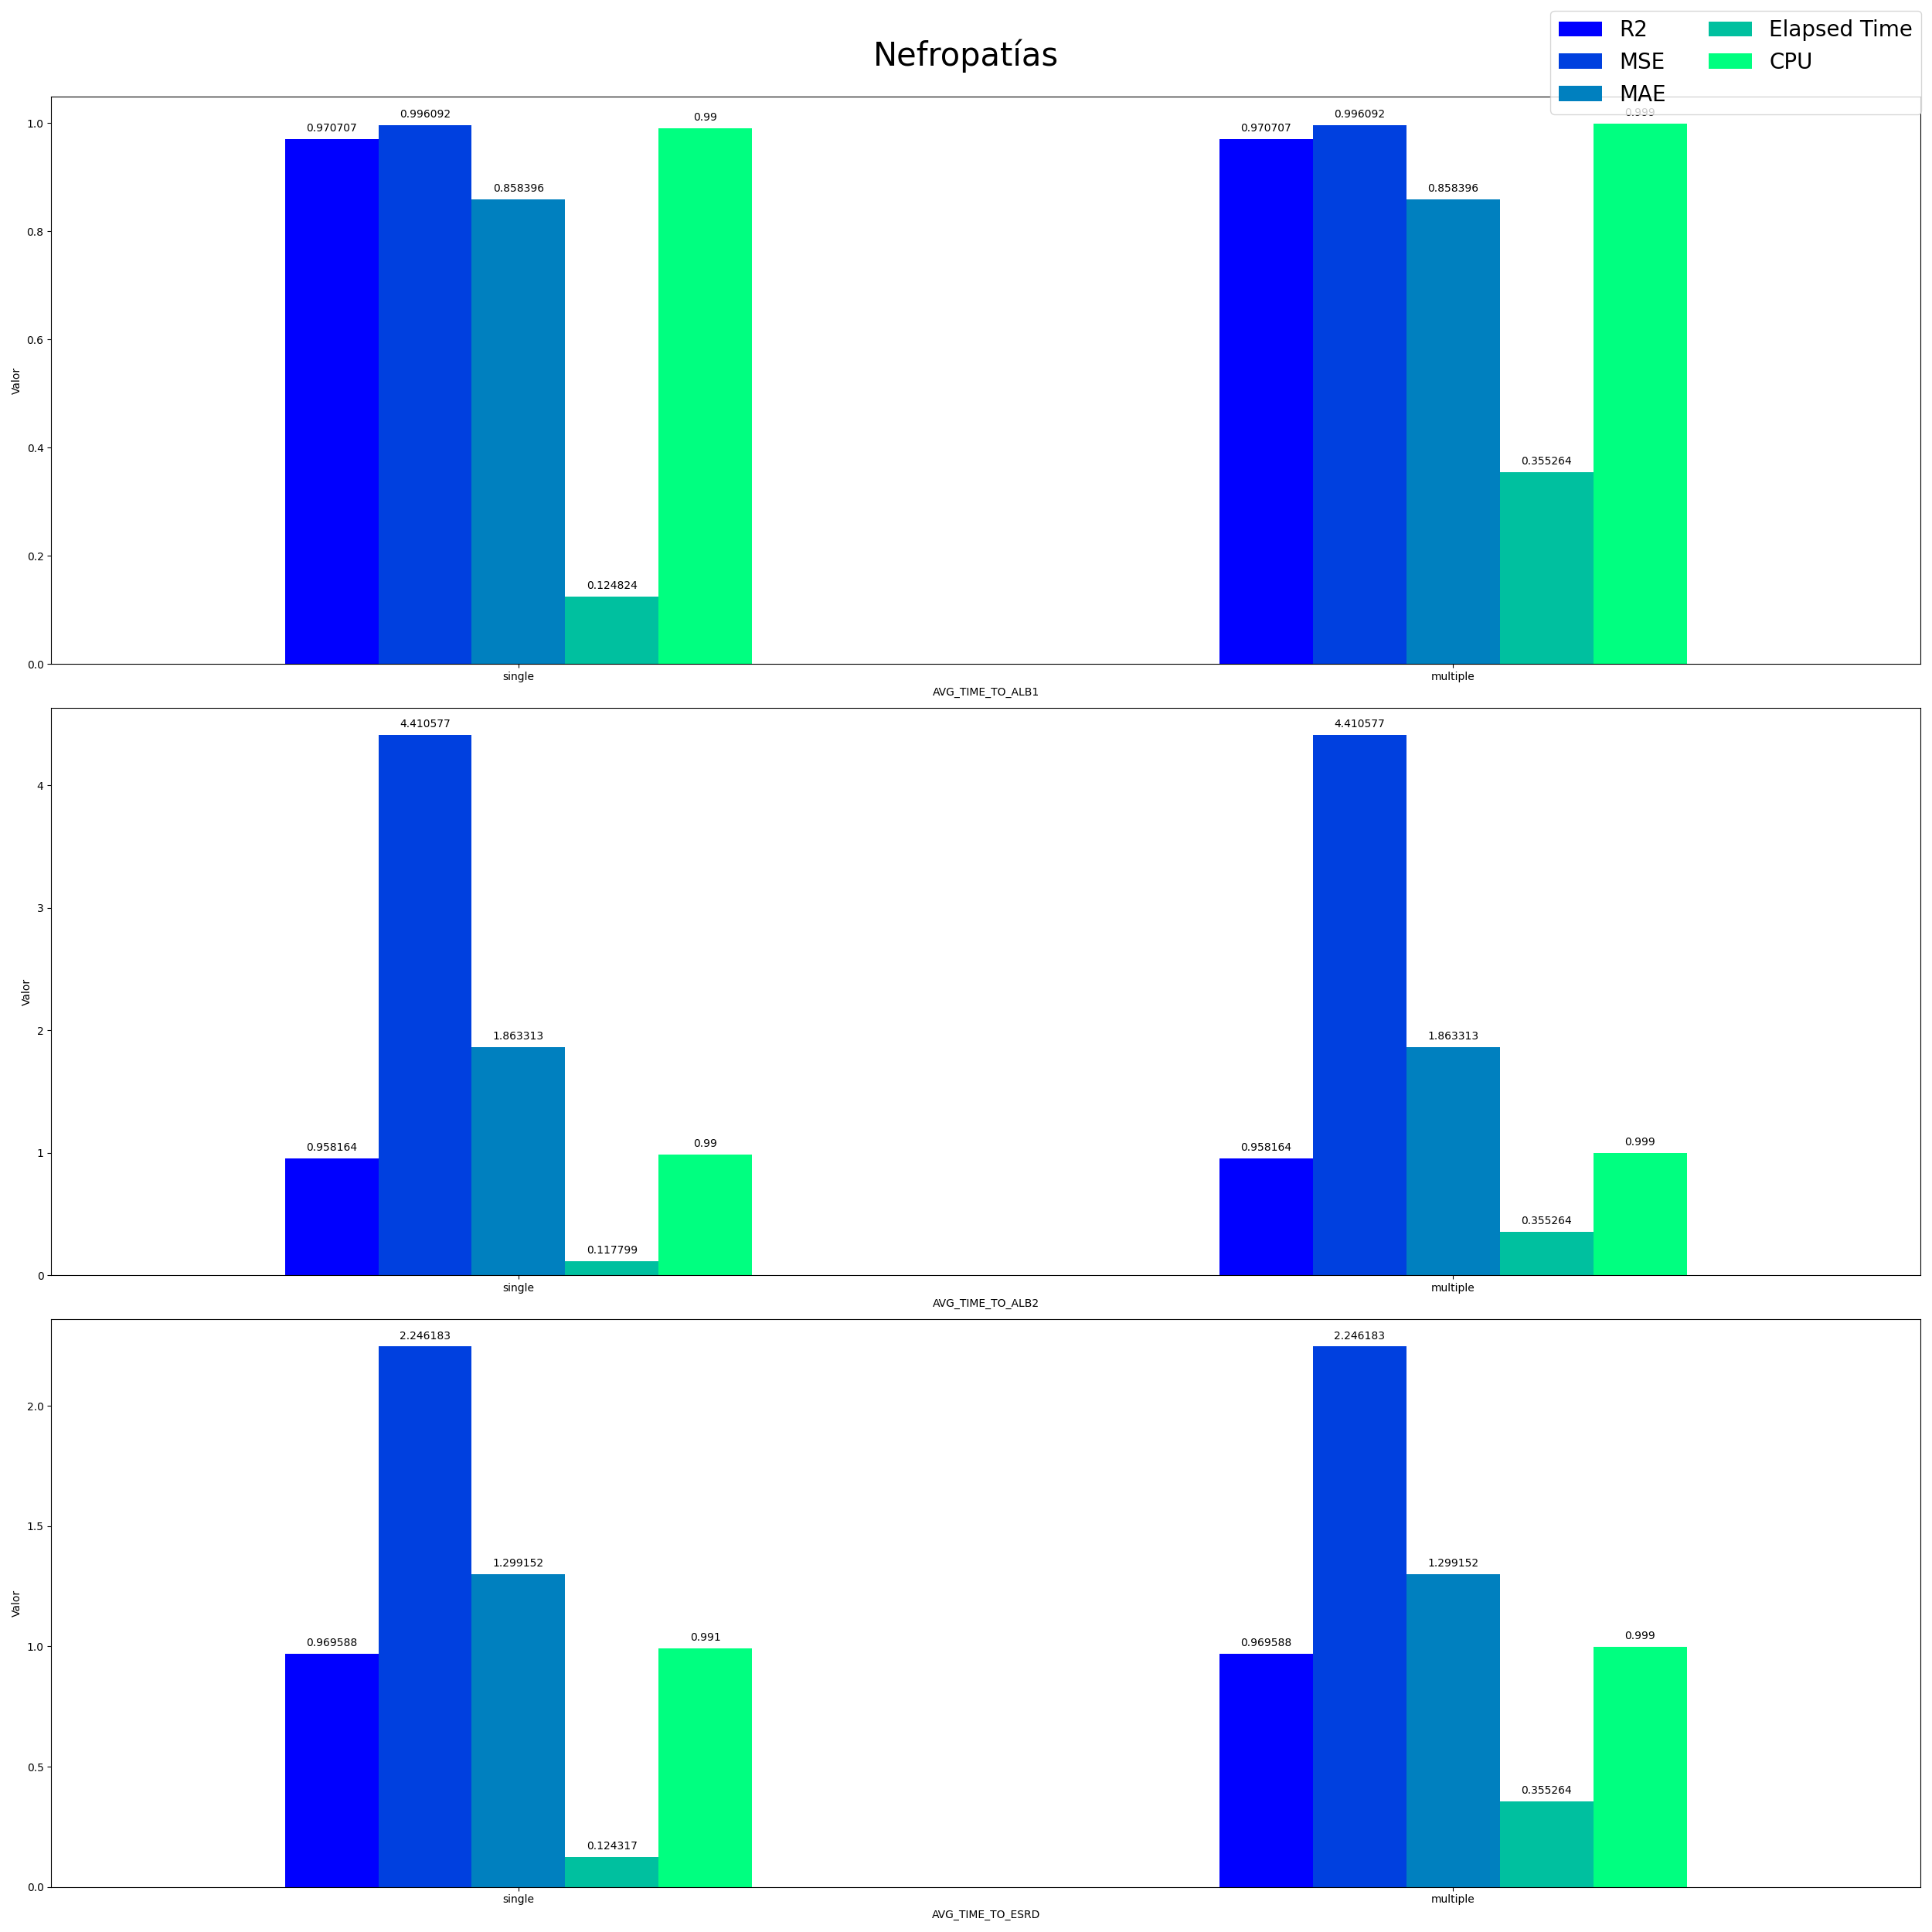 Nefropatías
R2
MSE
MAE
Elapsed Time
CPU
1.0
0.8
0.6
0.4
0.2
0.0
Valor
0.970707
0.996092
0.858396
0.124824
0.99
0.970707
0.996092
0.858396
0.355264
0.999
single
multiple
AVG_TIME_TO_ALB1
4
3
2
1
0
Valor
0.958164
4.410577
1.863313
0.117799
0.99
0.958164
4.410577
1.863313
0.355264
0.999
single
multiple
AVG_TIME_TO_ALB2
2.0
1.5
1.0
0.5
0.0
Valor
0.969588
2.246183
1.299152
0.124317
0.991
0.969588
2.246183
1.299152
0.355264
0.999
single
multiple
AVG_TIME_TO_ESRD